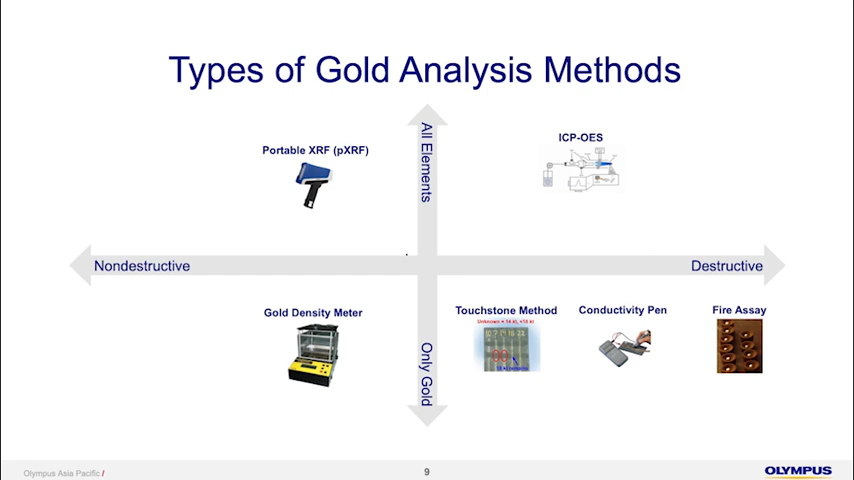 Types of Gold Analysis Methods
All Elements
Portable XRF (pXRF)
ICP-OES
Nondestructive
Destructive
Gold Density Meter
Touchstone Method
Conductivity Pen
Fire Assay
Only Gold
Olympus Asia Pacific /
9
OLYMPUS